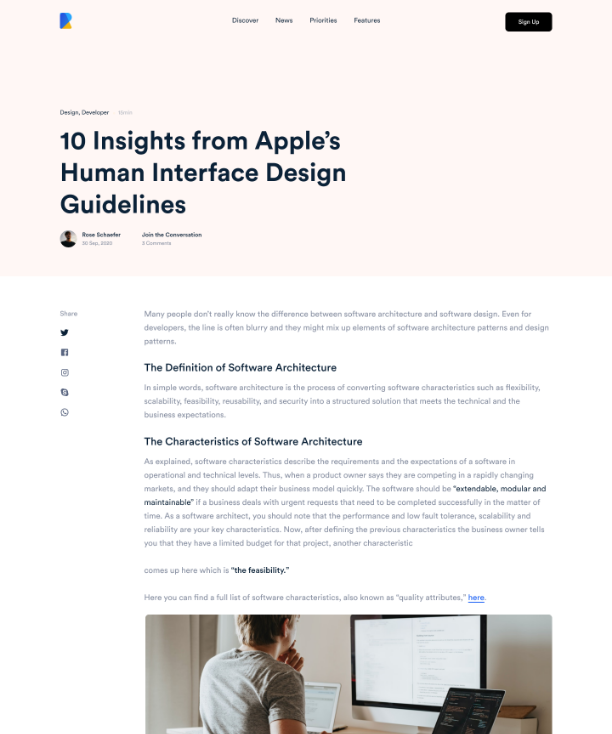 Discover News Priorities Features
Sign Up
Design, Developer
10 Insights from Apple’s
Human Interface Design
Guidelines
Rose Schaefer
Join the Conversation
30 Sep, 2020
3 Comments
Share
Many people don’t really know the difference between software architecture and software design. Even for
developers, the line is often blurry and they might mix up elements of software architecture patterns and design
patterns.
The Definition of Software Architecture
In simple words, software architecture is the process of converting software characteristics such as flexibility,
scalability, feasibility, reusability, and security into a structured solution that meets the technical and the
business expectations.
The Characteristics of Software Architecture
As explained, software characteristics describe the requirements and the expectations of a software in
operational and technical levels. Thus, when a product owner says they are competing in a rapidly changing
markets, and they should adapt their business model quickly. The software should be “extendable, modular and
maintainable” if a business deals with urgent requests that need to be completed successfully in the matter of
time. As a software architect, you should note that the performance and low fault tolerance, scalability and
reliability are your key characteristics. Now, after defining the previous characteristics the business owner tells
you that they have a limited budget for that project, another characteristic
comes up here which is “the feasibility.”
Here you can find a full list of software characteristics, also known as “quality attributes,” here.